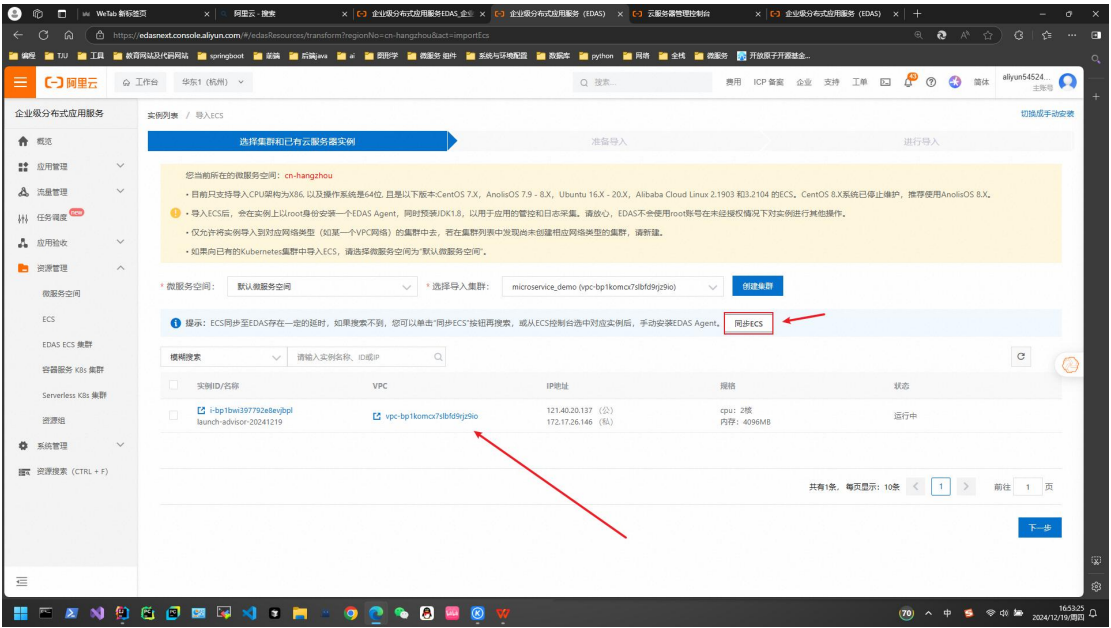 WeTab 新标签页
阿里云 - 搜索
企业级分布式应用服务EDAS_企业
企业级分布式应用服务 (EDAS)
云服务器管理控制台
企业级分布式应用服务 (EDAS)
https://edasnext.console.aliyun.com/#/edasResources/transform?regionNo=cn-hangzhou&act=importEcs
编程 TJU 工具 教育网站及代码网站 springboot 前端 后端java ai 图形学 微服务 组件 系统与环境配置 数据库 python 网络 全栈 微服务 开放原子开源基金...
阿里云 工作台 华东1 (杭州) 搜索... 费用 ICP 备案 企业 支持 工单 43 简体 aliyun54524...
主账号
企业级分布式应用服务
实例列表 / 导入ECS
切换成手动安装
概览
应用管理
流量管理
任务调度 new
应用验收
资源管理
微服务空间
ECS
EDAS ECS 集群
容器服务 K8s 集群
Serverless K8s 集群
资源组
系统管理
资源搜索 (CTRL + F)
选择集群和已有云服务器实例
准备导入
进行导入
您当前所在的微服务空间: cn-hangzhou
• 目前只支持导入CPU架构为X86, 以及操作系统是64位, 且是以下版本:CentOS 7.X, AnolisOS 7.9 - 8.X, Ubuntu 16.X - 20.X, Alibaba Cloud Linux 2.1903 和3.2104 的ECS。CentOS 8.X系统已停止维护, 推荐使用AnolisOS 8.X。
• 导入ECS后, 会在实例上以root身份安装一个EDAS Agent, 同时预装JDK1.8, 以用于应用的管控和日志采集。请放心, EDAS不会使用root账号在未经授权情况下对实例进行其他操作。
• 仅允许将实例导入到对应网络类型 (如某一个VPC网络) 的集群中去, 若在集群列表中发现尚未创建相应网络类型的集群, 请新建。
• 如果向已有的Kubernetes集群中导入ECS, 请选择微服务空间为"默认微服务空间"。
* 微服务空间: 默认微服务空间 * 选择导入集群: microservice_demo (vpc-bp1komcx7slbfd9rjz9io) 创建集群
提示: ECS同步至EDAS存在一定的延时, 如果搜索不到, 您可以单击"同步ECS"按钮再搜索, 或从ECS控制台选中对应实例后, 手动安装EDAS Agent。 同步ECS
模糊搜索 请输入实例名称、ID或IP
实例ID/名称 VPC IP地址 规格 状态
i-bp1bwi397792e8evjbpl vpc-bp1komcx7slbfd9rjz9io 121.40.20.137 (公) cpu: 2核 运行中
launch-advisor-20241219 172.17.26.146 (私) 内存: 4096MB
共有1条, 每页显示: 10条 1 前往 1 页
下一步
70 中 16:53:25
2024/12/19/周四